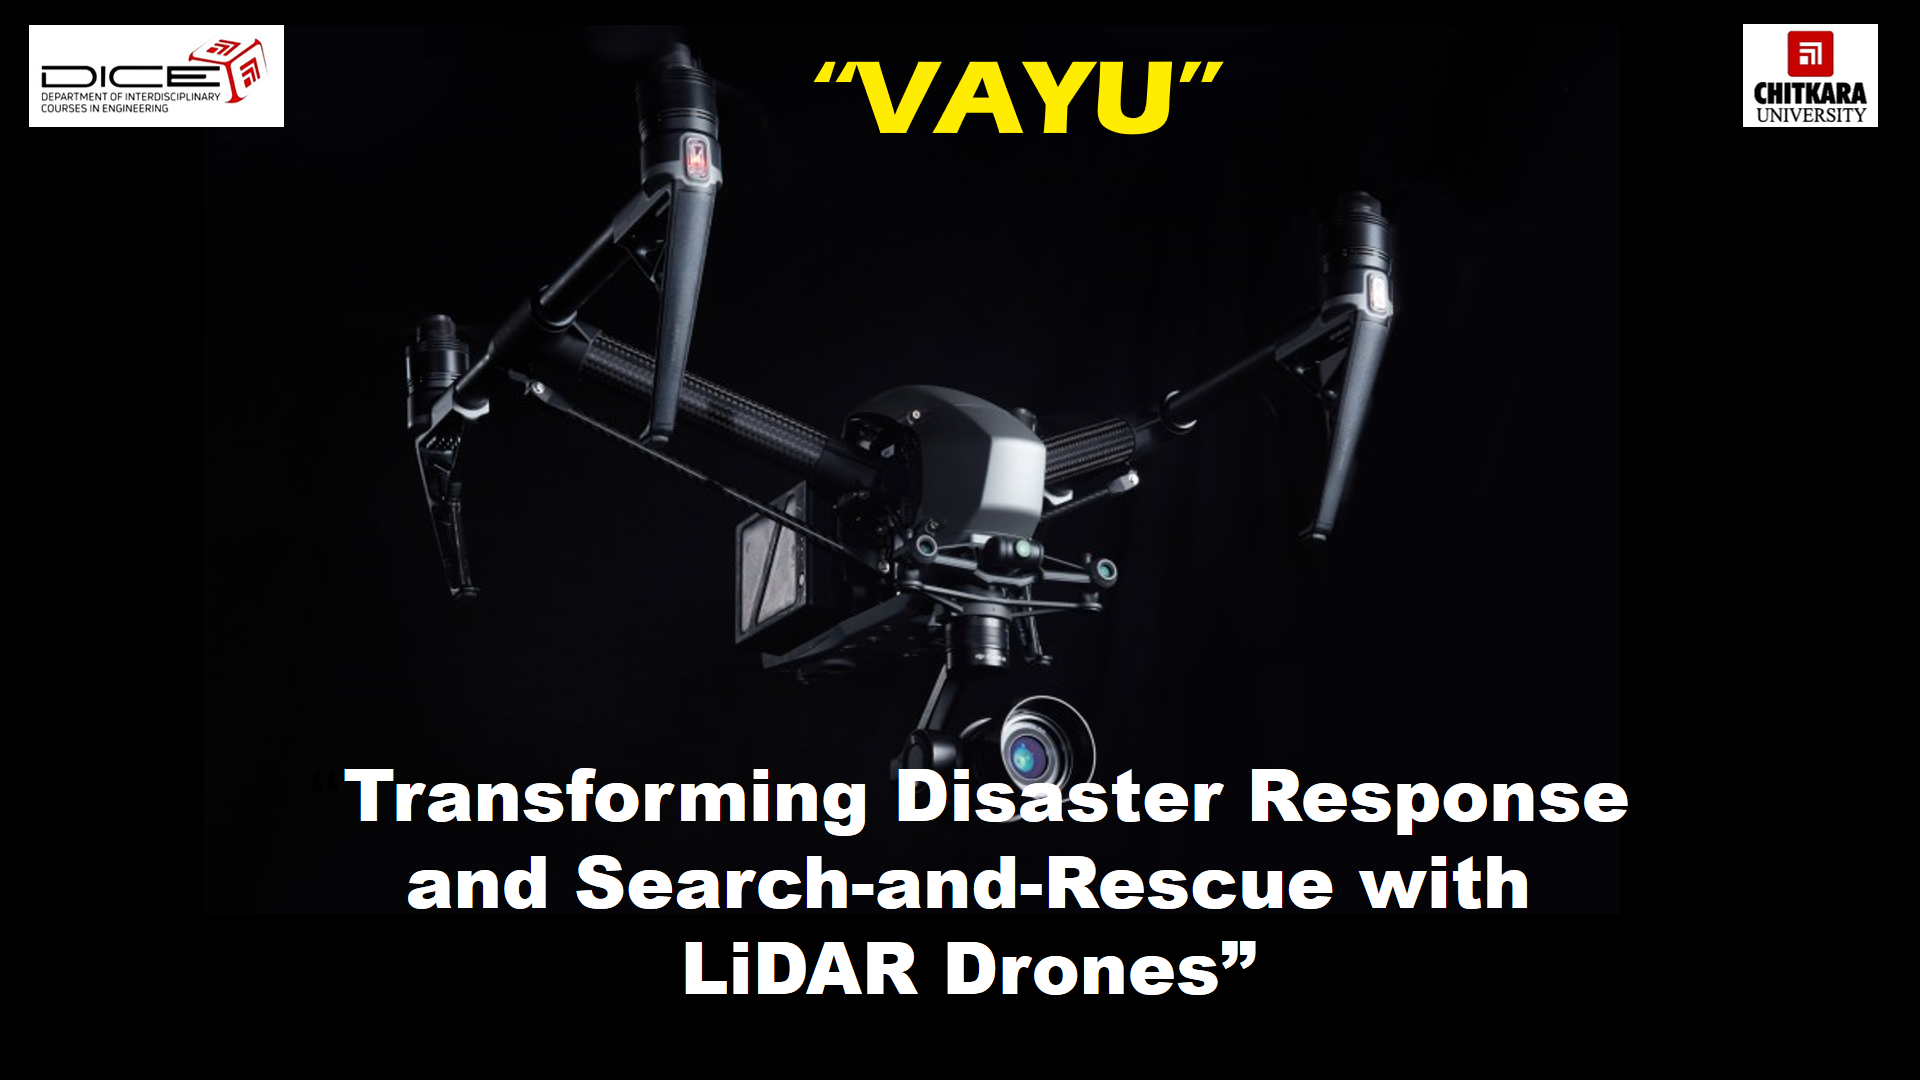 DICE
DEPARTMENT OF INTERDISCIPLINARY
COURSES IN ENGINEERING
“VAYU”
CHITKARA
UNIVERSITY
“Transforming Disaster Response
and Search-and-Rescue with
LiDAR Drones”